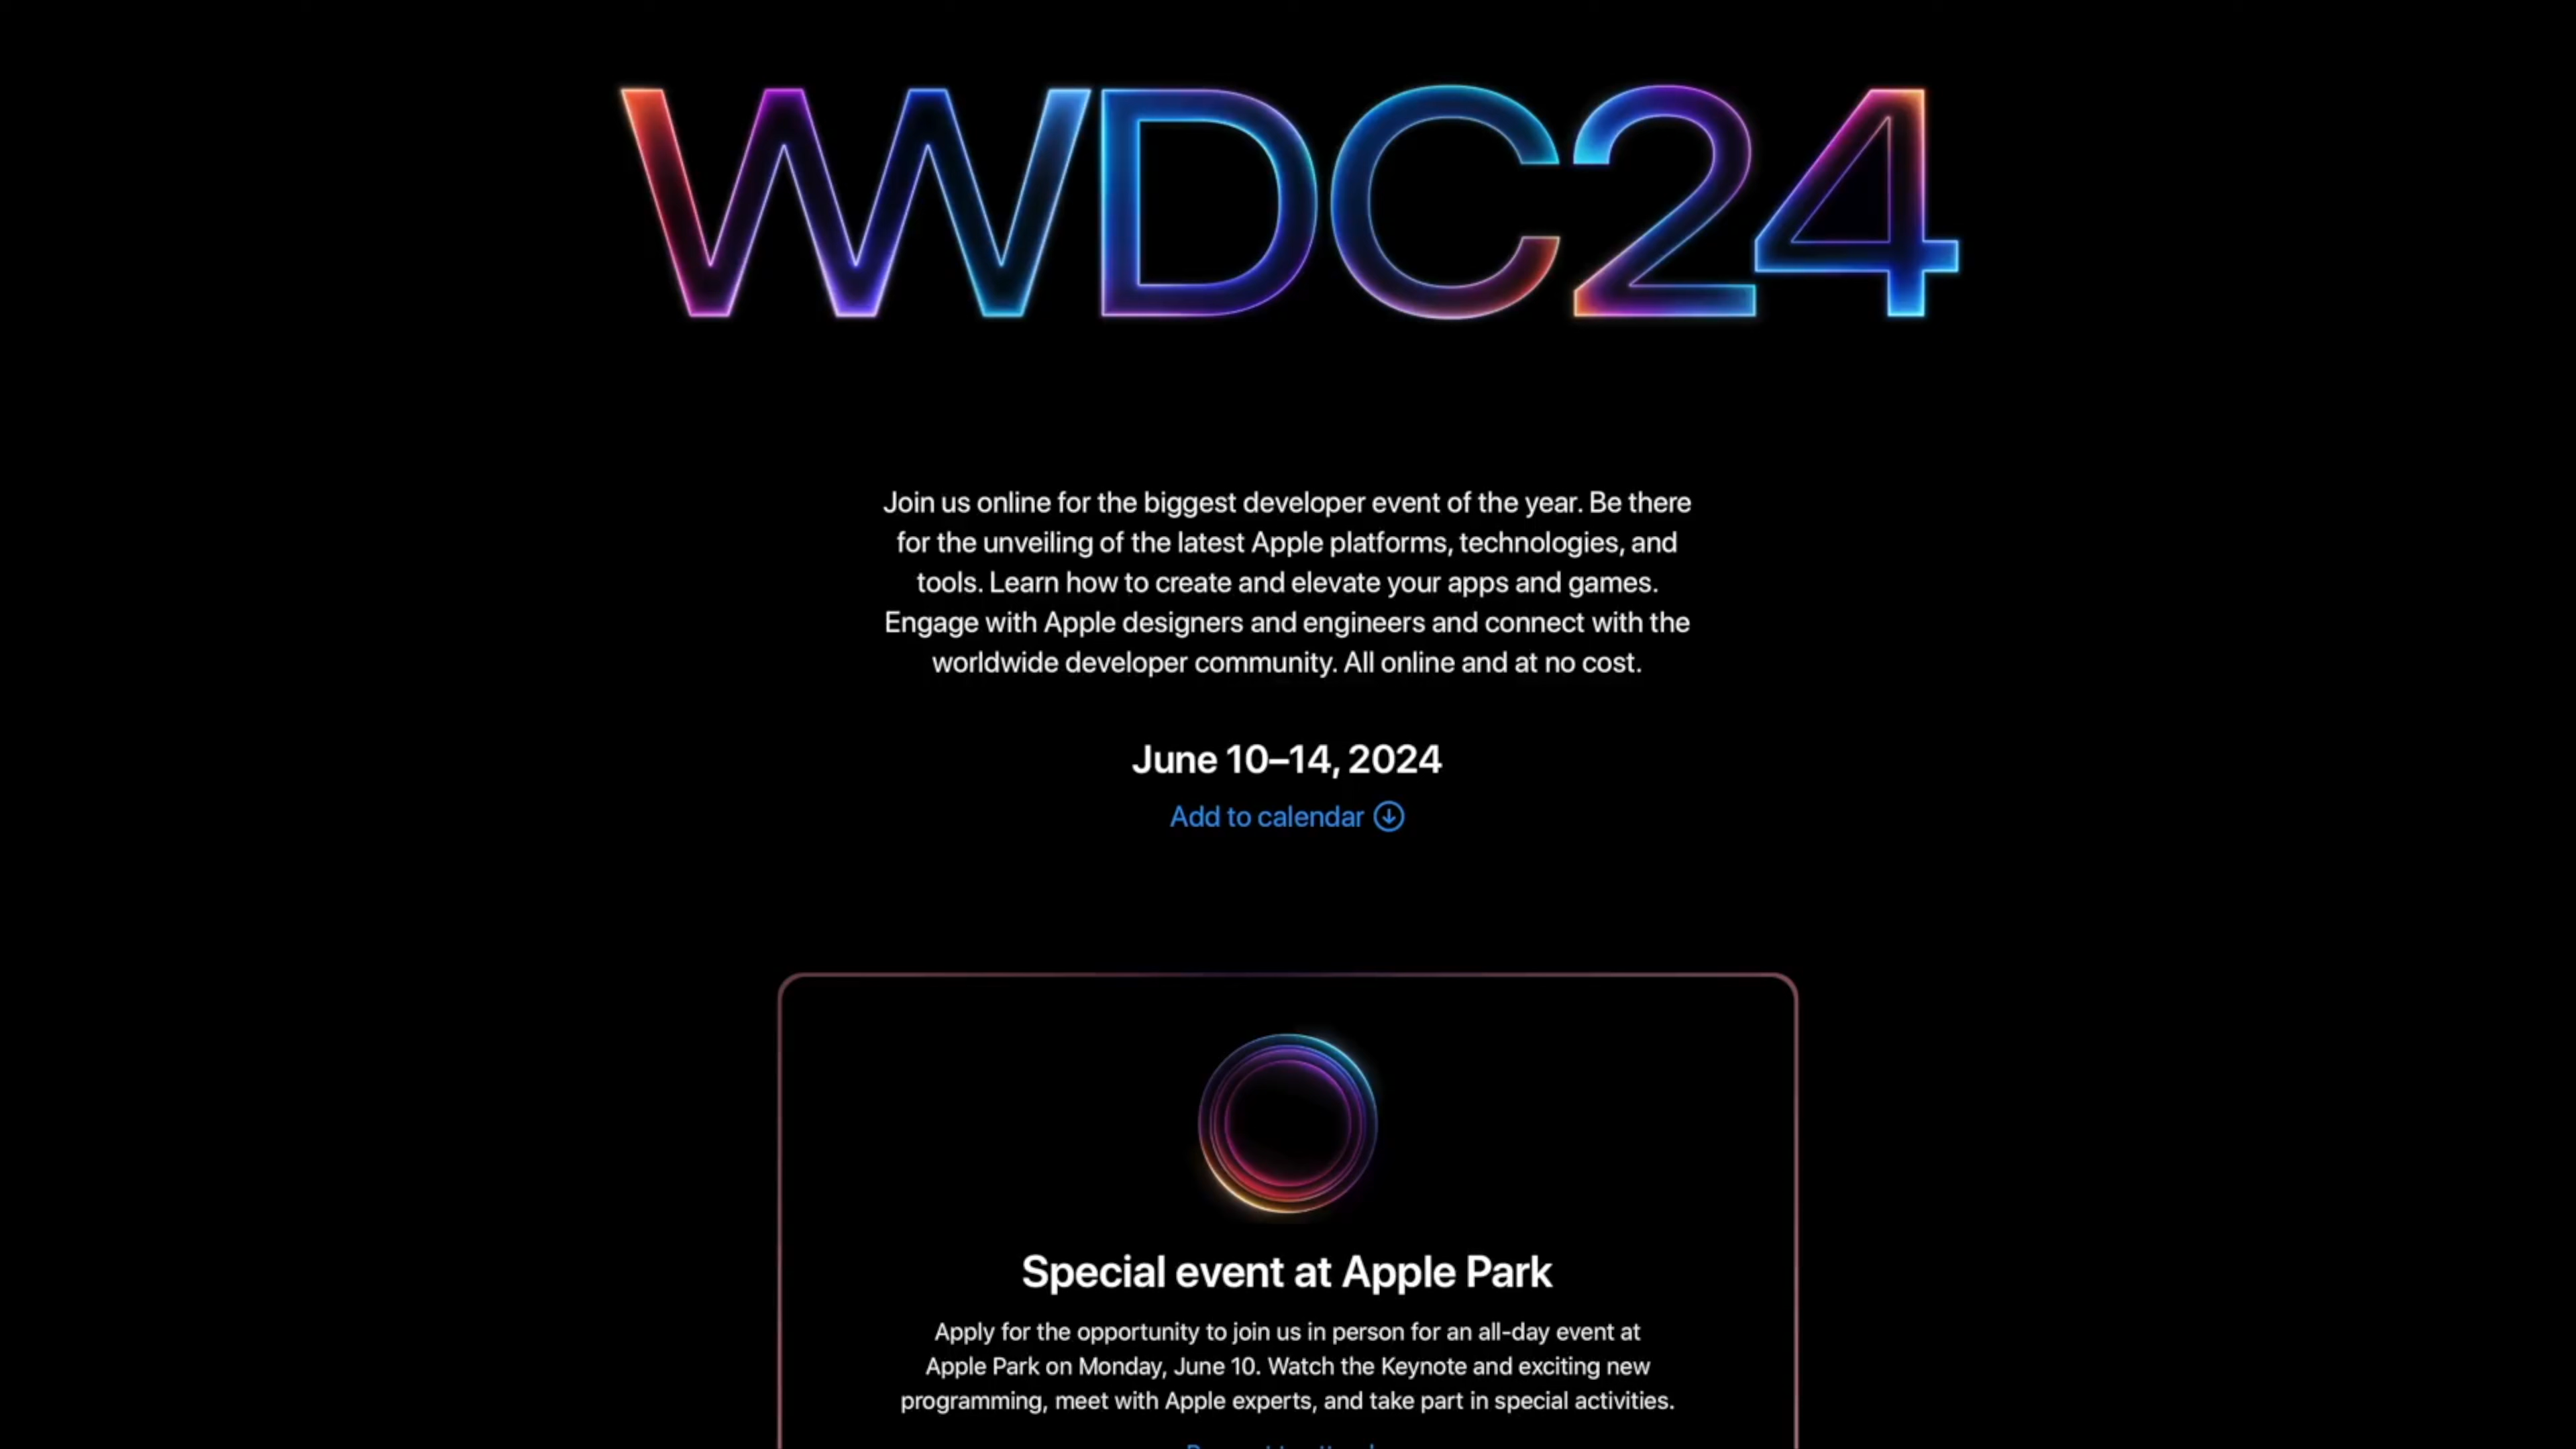 WWDC24
Join us online for the biggest developer event of the year. Be there
for the unveiling of the latest Apple platforms, technologies, and
tools. Learn how to create and elevate your apps and games.
Engage with Apple designers and engineers and connect with the
worldwide developer community. All online and at no cost.
June 10–14, 2024
Add to calendar
Special event at Apple Park
Apply for the opportunity to join us in person for an all-day event at
Apple Park on Monday, June 10. Watch the Keynote and exciting new
programming, meet with Apple experts, and take part in special activities.